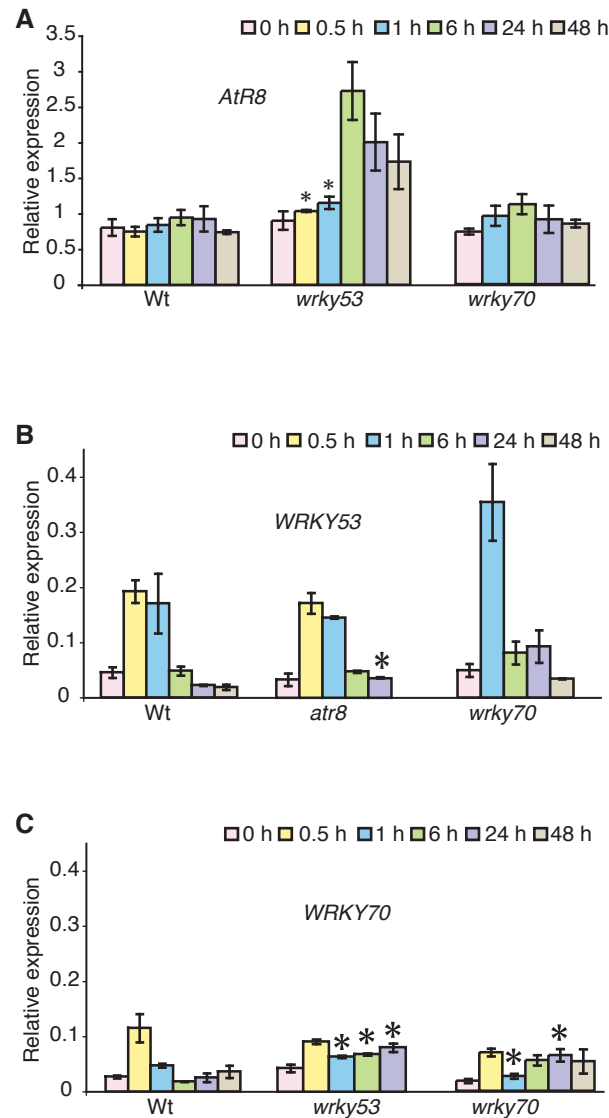 A
0 h 0.5 h 1 h 6 h 24 h 48 h
AtR8
Relative expression
3.5
3
2.5
2
1.5
1
0.5
0
* *
Wt wrky53 wrky70
B
0 h 0.5 h 1 h 6 h 24 h 48 h
WRKY53
Relative expression
0.4
0.3
0.2
0.1
0
*
Wt atr8 wrky70
C
0 h 0.5 h 1 h 6 h 24 h 48 h
WRKY70
Relative expression
0.4
0.3
0.2
0.1
0
* * * * *
Wt wrky53 wrky70